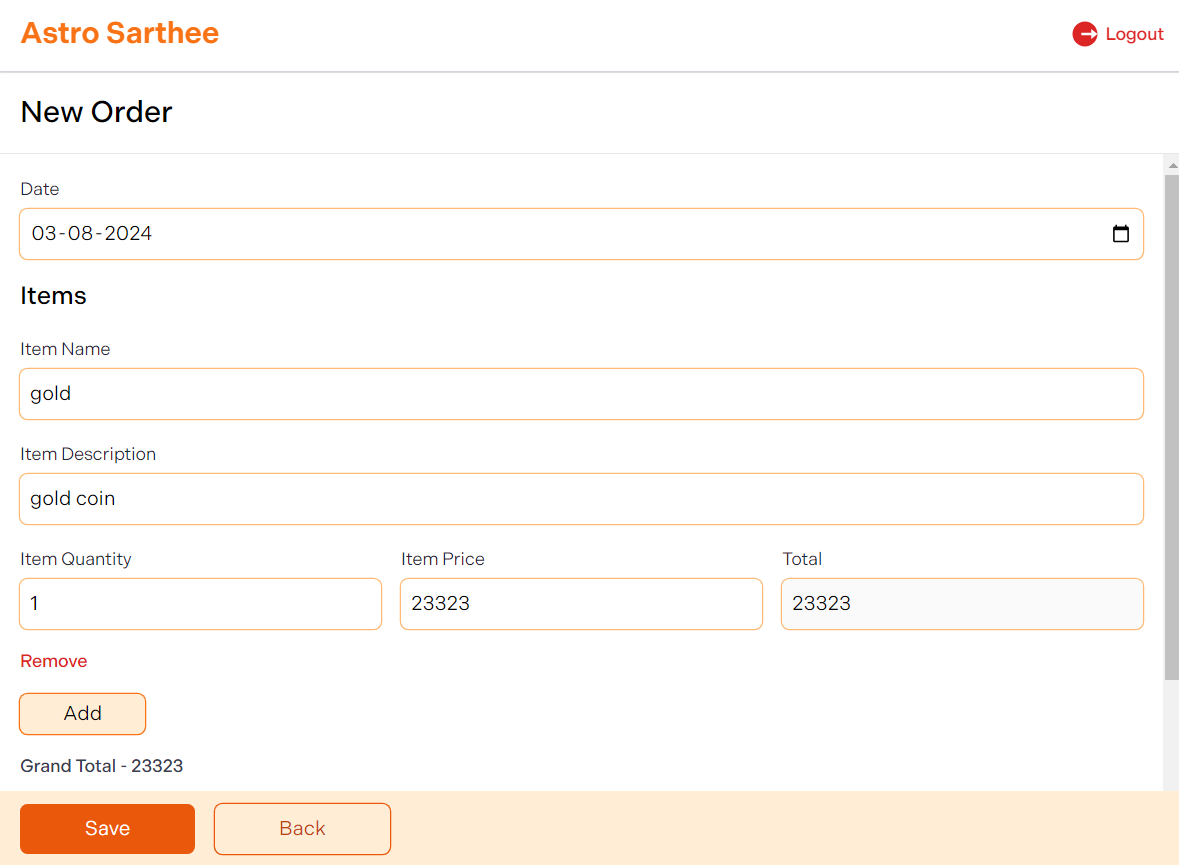 Astro Sarthee
Logout
New Order
Date
03-08-2024
Items
Item Name
gold
Item Description
gold coin
Item Quantity Item Price Total
1 23323 23323
Remove
Add
Grand Total - 23323
Save Back